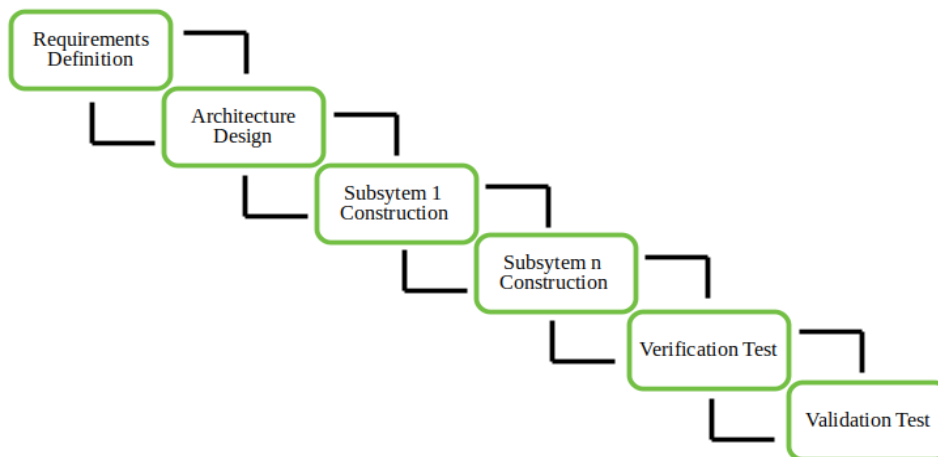 Requirements
Definition
Architecture
Design
Subsytem 1
Construction
Subsytem n
Construction
Verification Test
Validation Test